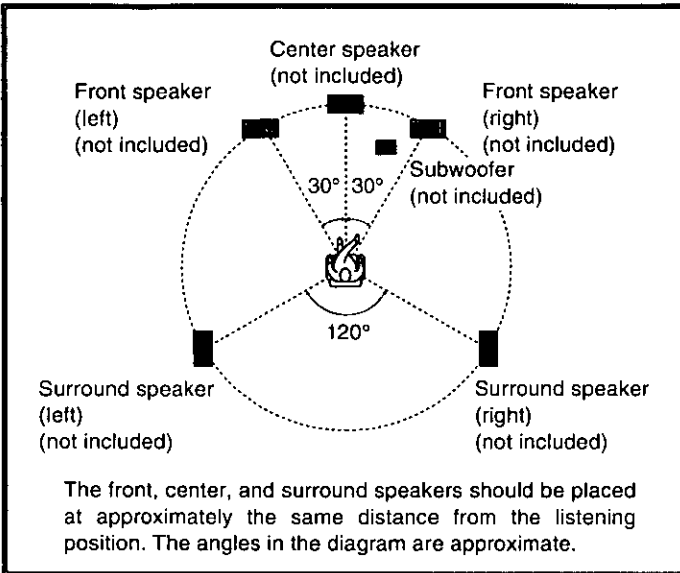 Center speaker
(not included)
Front speaker
(left)
(not included)
Front speaker
(right)
(not included)
Subwoofer
(not included)
30°
30°
120°
Surround speaker
(left)
(not included)
Surround speaker
(right)
(not included)
The front, center, and surround speakers should be placed
at approximately the same distance from the listening
position. The angles in the diagram are approximate.